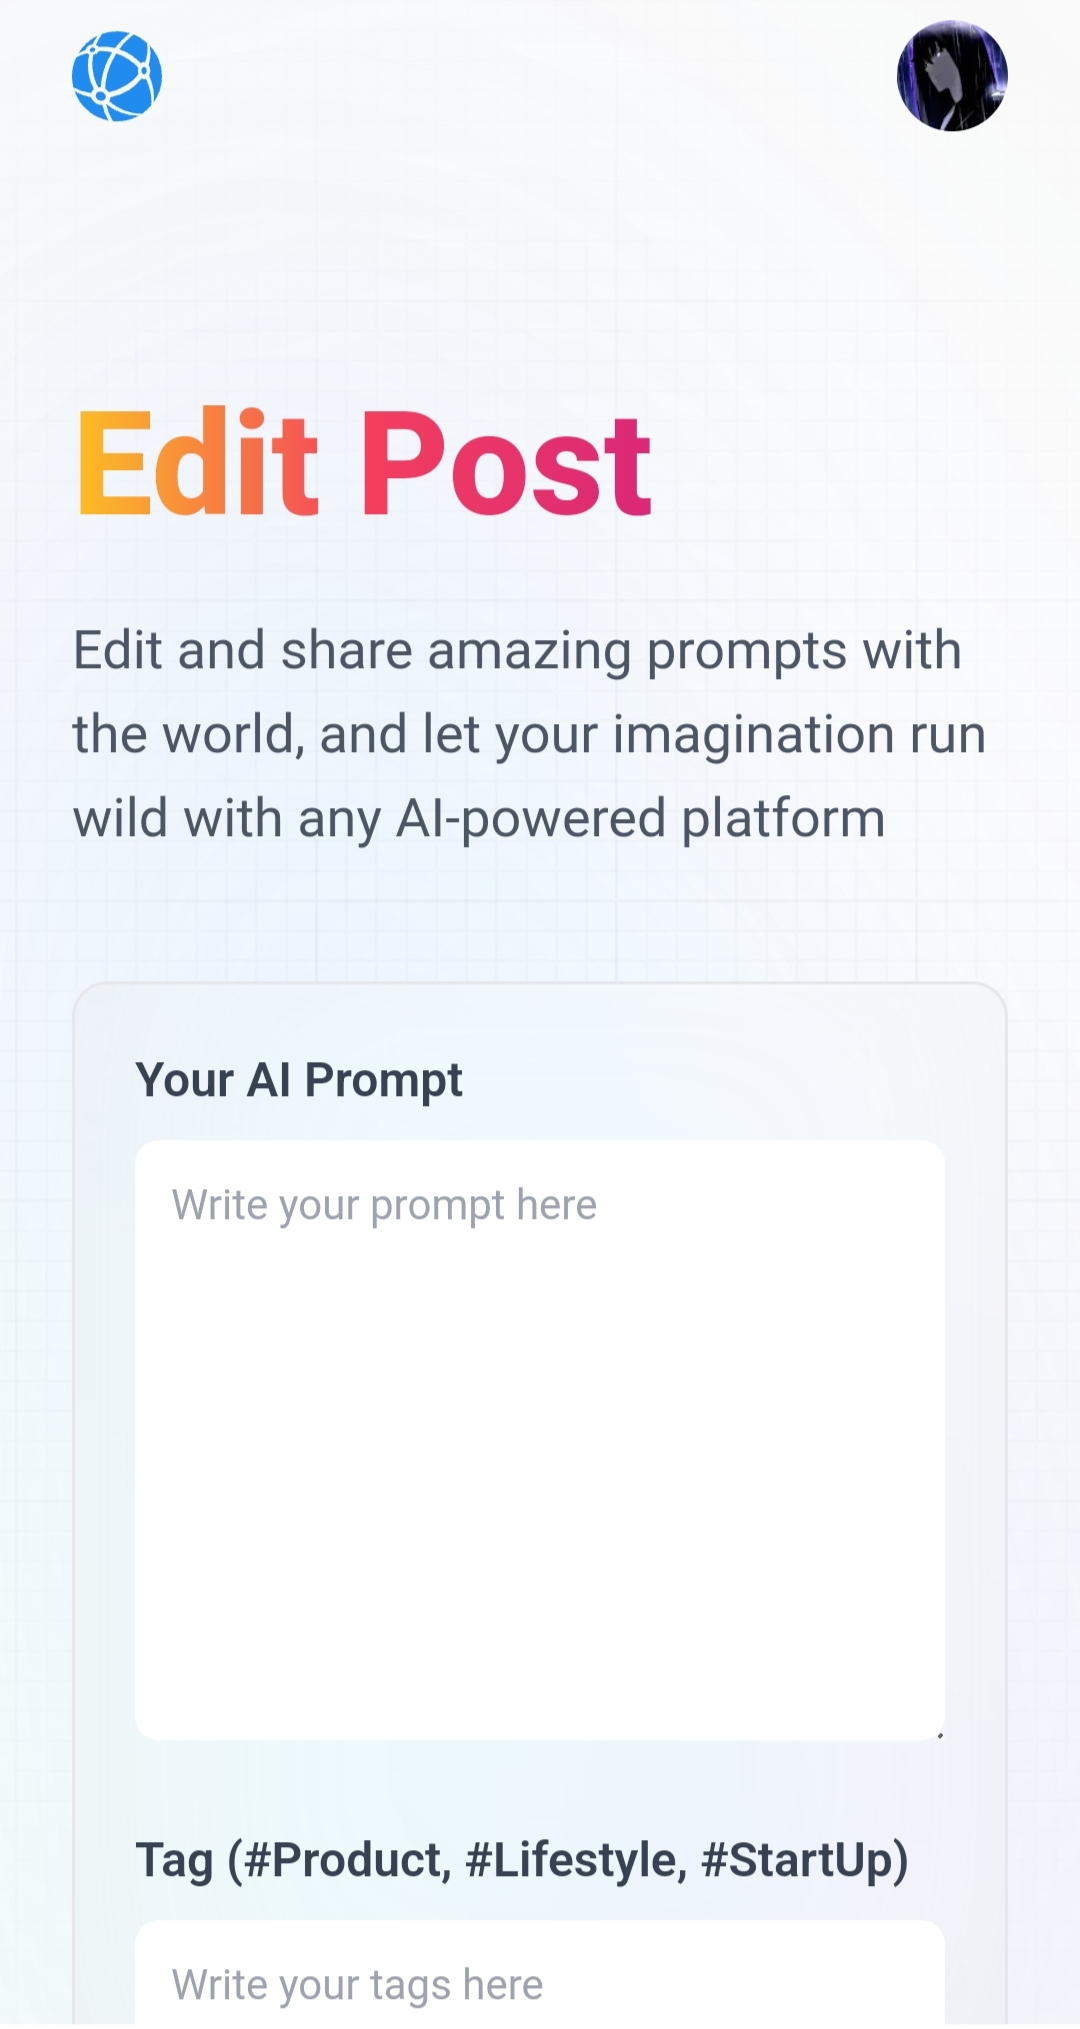 Edit Post
Edit and share amazing prompts with
the world, and let your imagination run
wild with any AI-powered platform
Your AI Prompt
Write your prompt here
Tag (#Product, #Lifestyle, #StartUp)
Write your tags here